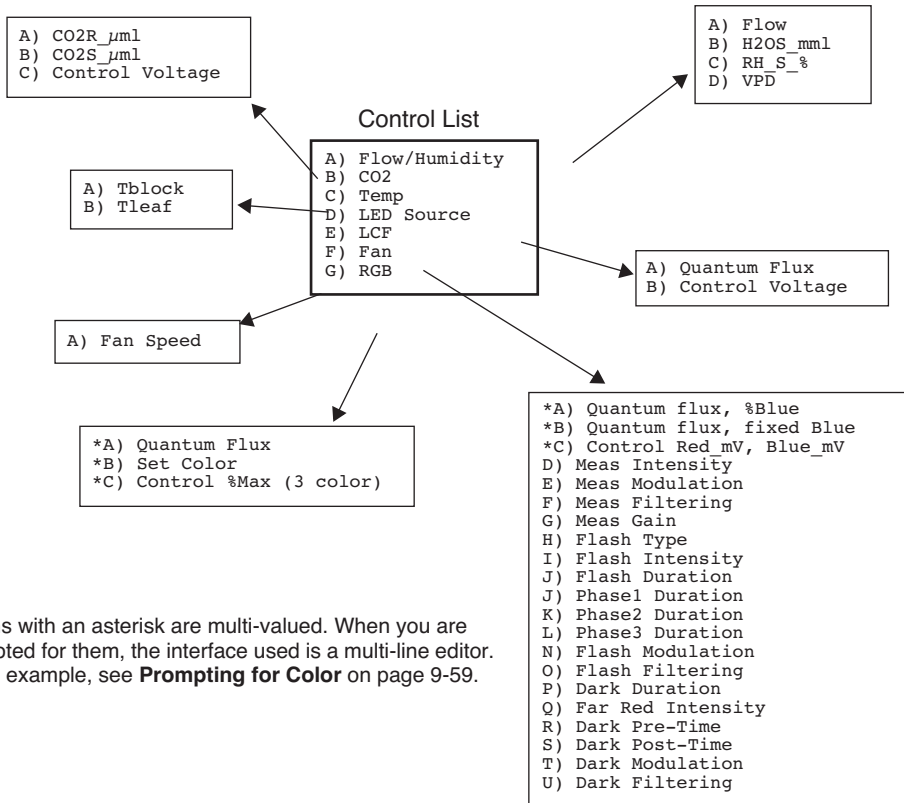 A) CO2R_µml
B) CO2S_µml
C) Control Voltage
A) Flow
B) H2OS_mml
C) RH_S_%
D) VPD
Control List
A) Flow/Humidity
B) CO2
C) Temp
D) LED Source
E) LCF
F) Fan
G) RGB
A) Tblock
B) Tleaf
A) Quantum Flux
B) Control Voltage
A) Fan Speed
*A) Quantum Flux
*B) Set Color
*C) Control %Max (3 color)
*A) Quantum flux, %Blue
*B) Quantum flux, fixed Blue
*C) Control Red_mV, Blue_mV
D) Meas Intensity
E) Meas Modulation
F) Meas Filtering
G) Meas Gain
H) Flash Type
I) Flash Intensity
J) Flash Duration
J) Phase1 Duration
K) Phase2 Duration
L) Phase3 Duration
N) Flash Modulation
O) Flash Filtering
P) Dark Duration
Q) Far Red Intensity
R) Dark Pre-Time
S) Dark Post-Time
T) Dark Modulation
U) Dark Filtering
s with an asterisk are multi-valued. When you are
ted for them, the interface used is a multi-line editor.
example, see Prompting for Color on page 9-59.